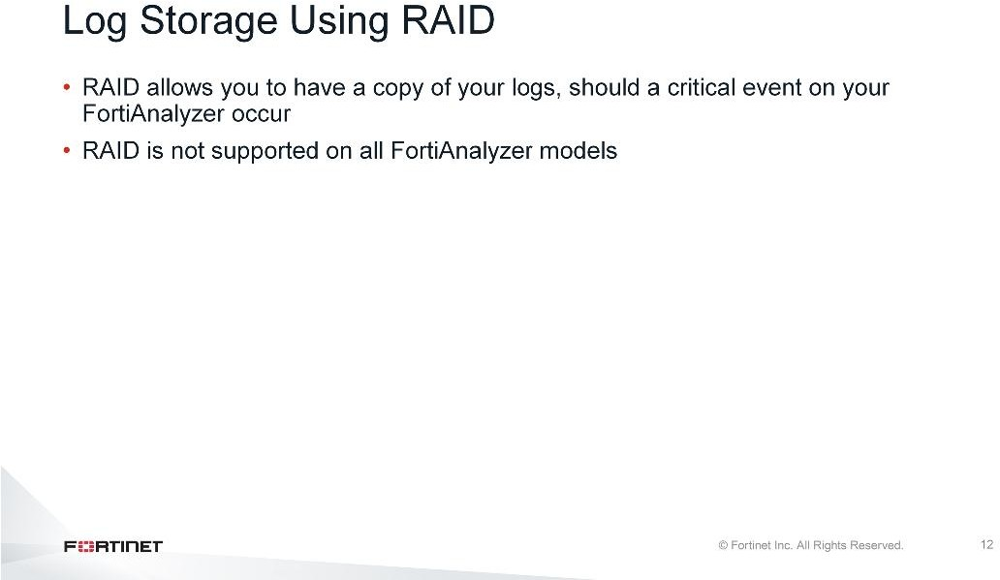 Log Storage Using RAID
• RAID allows you to have a copy of your logs, should a critical event on your
FortiAnalyzer occur
• RAID is not supported on all FortiAnalyzer models
FORTINET
© Fortinet Inc. All Rights Reserved.
12